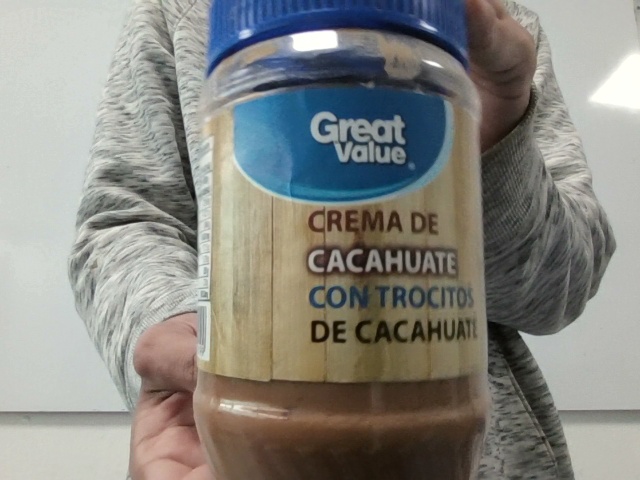 Great
Value
CREMA DE
CACAHUATE
CON TROCITOS
DE CACAHUATE